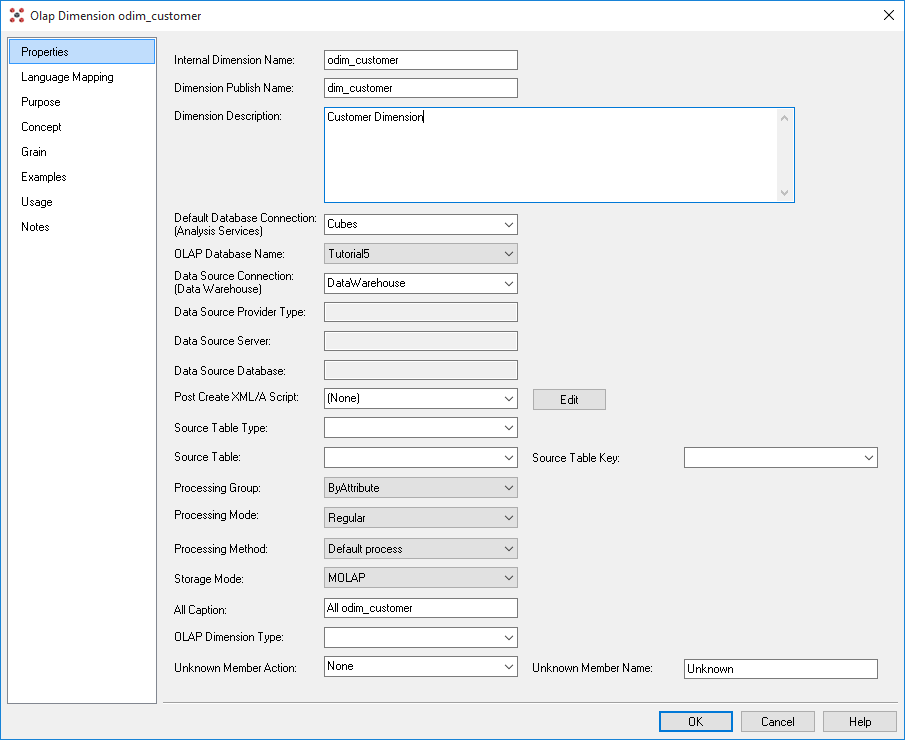 Olap Dimension odim_customer
Properties
Language Mapping
Purpose
Concept
Grain
Examples
Usage
Notes
Internal Dimension Name: odim_customer
Dimension Publish Name: dim_customer
Dimension Description: Customer Dimension
Default Database Connection: Cubes
(Analysis Services)
OLAP Database Name: Tutorial5
Data Source Connection: DataWarehouse
(Data Warehouse)
Data Source Provider Type:
Data Source Server:
Data Source Database:
Post Create XML/A Script: (None) Edit
Source Table Type:
Source Table: Source Table Key:
Processing Group: ByAttribute
Processing Mode: Regular
Processing Method: Default process
Storage Mode: MOLAP
All Caption: All odim_customer
OLAP Dimension Type:
Unknown Member Action: None Unknown Member Name: Unknown
OK Cancel Help